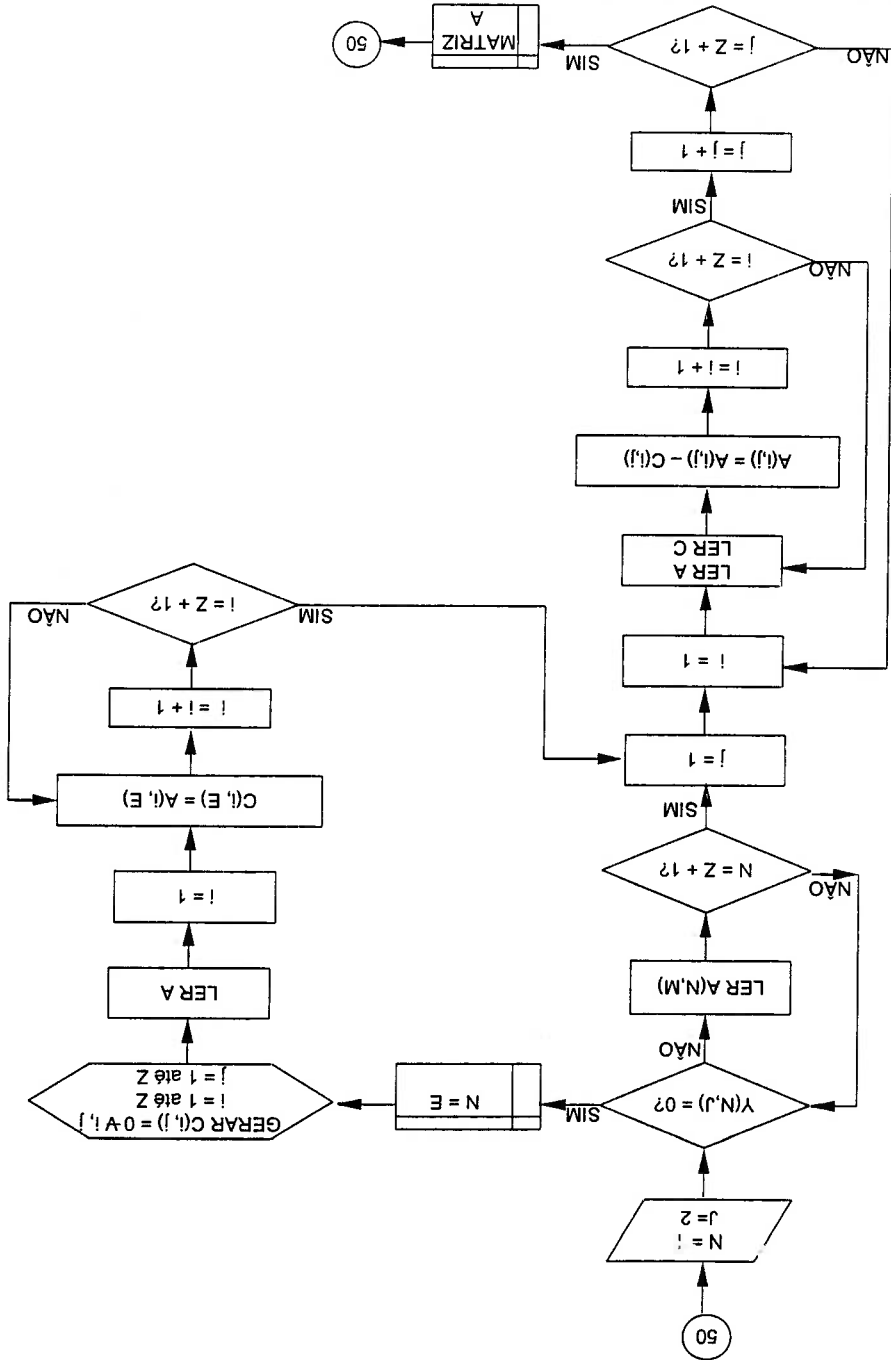 50
N = 1
J=2
Y(N,J) = 0?
SIM
NÃO
N = E
GERAR C(i, j)) = 0 ∀ i, j
i = 1 até Z
j = 1 até Z
LER A(N,M)
LER A
N = Z + 1?
NÃO
SIM
i = 1
j = 1
C(i, E) = A(i, E)
i = 1
i = i + 1
LER A
LER C
i = Z + 1?
SIM
NÃO
A(i,j)) = A(i,j)) – C(i,j))
i = i + 1
i = Z + 1?
NÃO
SIM
j = j + 1
j = Z + 1?
NÃO
SIM
MATRIZ
A
50